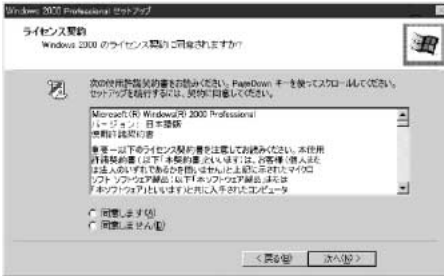 Windows 2000 Professional セットアップ
ライセンス契約
Windows 2000 のライセンス契約に同意されますか?
次の使用許諾契約書をお読みください。PageDown キーを使ってスクロールしてください。
セットアップを続行するには、契約に同意してください。
Microsoft(R) Windows(R) 2000 Professional
バージョン: 日本語版
使用許諾契約書
重要－以下のライセンス契約書を注意してお読みください。本使用
許諾契約書(以下「本契約書」といいます)は、お客様(個人また
は法人のいずれであるかを問いません)と上記に示されたマイクロ
ソフト ソフトウェア製品(以下「本ソフトウェア製品」または
「本ソフトウェア」といいます)と共に入手されたコンピュータ
同意します(A)
同意しません(D)
< 戻る(B)
次へ(N) >